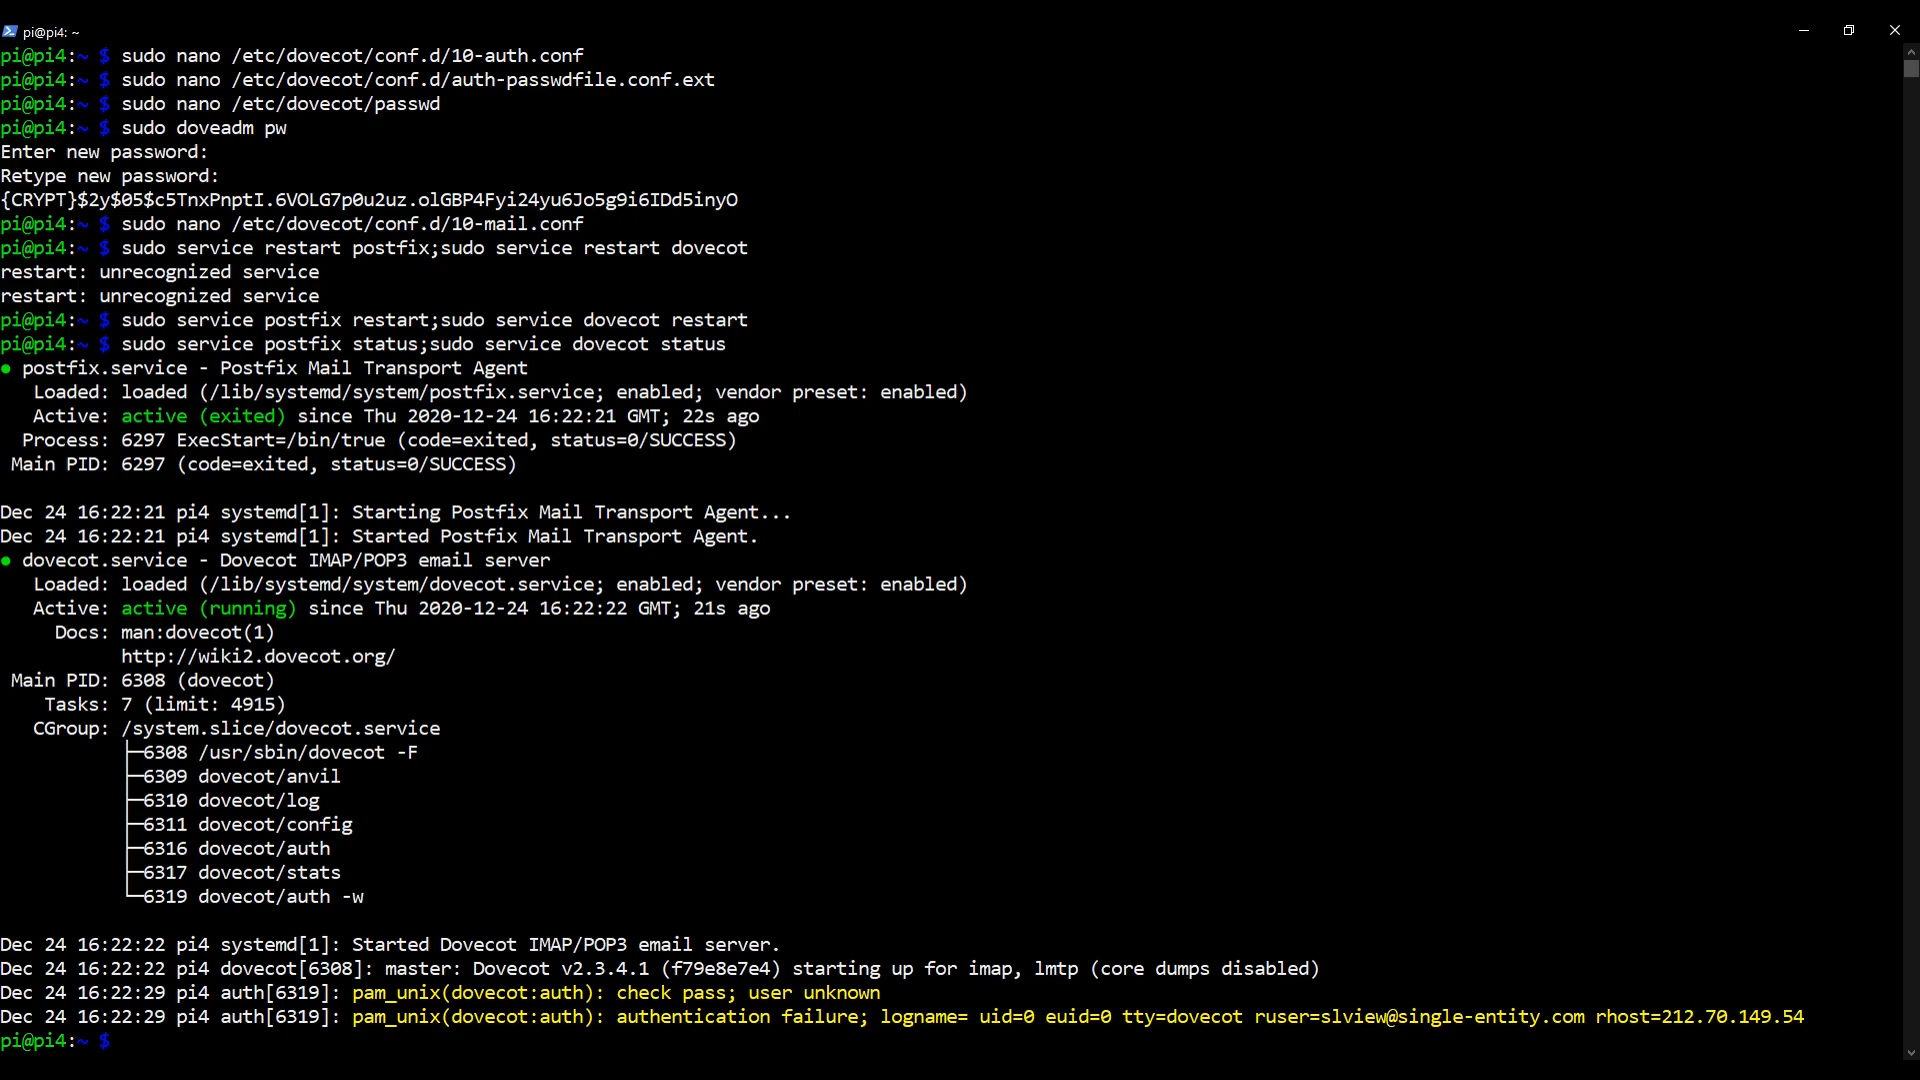 pi@pi4: ~
pi@pi4:~ $ sudo nano /etc/dovecot/conf.d/10-auth.conf
pi@pi4:~ $ sudo nano /etc/dovecot/conf.d/auth-passwdfile.conf.ext
pi@pi4:~ $ sudo nano /etc/dovecot/passwd
pi@pi4:~ $ sudo doveadm pw
Enter new password:
Retype new password:
{CRYPT}$2y$05$c5TnxPnptI.6VOLG7p0u2uz.olGBP4Fyi24yu6Jo5g9i6IDd5inyO
pi@pi4:~ $ sudo nano /etc/dovecot/conf.d/10-mail.conf
pi@pi4:~ $ sudo service restart postfix;sudo service restart dovecot
restart: unrecognized service
restart: unrecognized service
pi@pi4:~ $ sudo service postfix restart;sudo service dovecot restart
pi@pi4:~ $ sudo service postfix status;sudo service dovecot status
● postfix.service - Postfix Mail Transport Agent
   Loaded: loaded (/lib/systemd/system/postfix.service; enabled; vendor preset: enabled)
   Active: active (exited) since Thu 2020-12-24 16:22:21 GMT; 22s ago
  Process: 6297 ExecStart=/bin/true (code=exited, status=0/SUCCESS)
 Main PID: 6297 (code=exited, status=0/SUCCESS)
Dec 24 16:22:21 pi4 systemd[1]: Starting Postfix Mail Transport Agent...
Dec 24 16:22:21 pi4 systemd[1]: Started Postfix Mail Transport Agent.
● dovecot.service - Dovecot IMAP/POP3 email server
   Loaded: loaded (/lib/systemd/system/dovecot.service; enabled; vendor preset: enabled)
   Active: active (running) since Thu 2020-12-24 16:22:22 GMT; 21s ago
     Docs: man:dovecot(1)
           http://wiki2.dovecot.org/
 Main PID: 6308 (dovecot)
    Tasks: 7 (limit: 4915)
   CGroup: /system.slice/dovecot.service
           ├─6308 /usr/sbin/dovecot -F
           ├─6309 dovecot/anvil
           ├─6310 dovecot/log
           ├─6311 dovecot/config
           ├─6316 dovecot/auth
           ├─6317 dovecot/stats
           └─6319 dovecot/auth -w
Dec 24 16:22:22 pi4 systemd[1]: Started Dovecot IMAP/POP3 email server.
Dec 24 16:22:22 pi4 dovecot[6308]: master: Dovecot v2.3.4.1 (f79e8e7e4) starting up for imap, lmtp (core dumps disabled)
Dec 24 16:22:29 pi4 auth[6319]: pam_unix(dovecot:auth): check pass; user unknown
Dec 24 16:22:29 pi4 auth[6319]: pam_unix(dovecot:auth): authentication failure; logname= uid=0 euid=0 tty=dovecot ruser=slview@single-entity.com rhost=212.70.149.54
pi@pi4:~ $